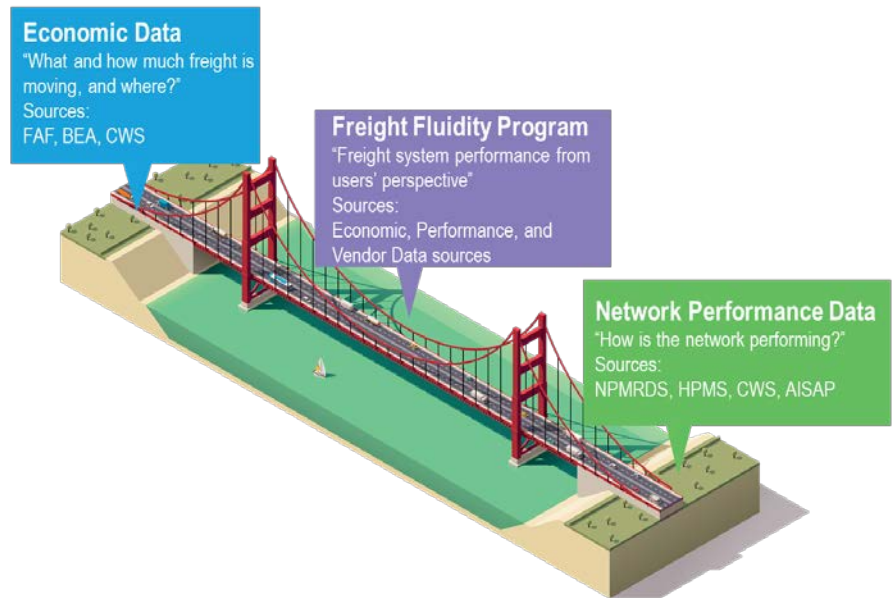 Economic Data
“What and how much freight is
moving, and where?”
Sources:
FAF, BEA, CWS
Freight Fluidity Program
“Freight system performance from
users’ perspective”
Sources:
Economic, Performance, and
Vendor Data sources
Network Performance Data
“How is the network performing?”
Sources:
NPMRDS, HPMS, CWS, AISAP